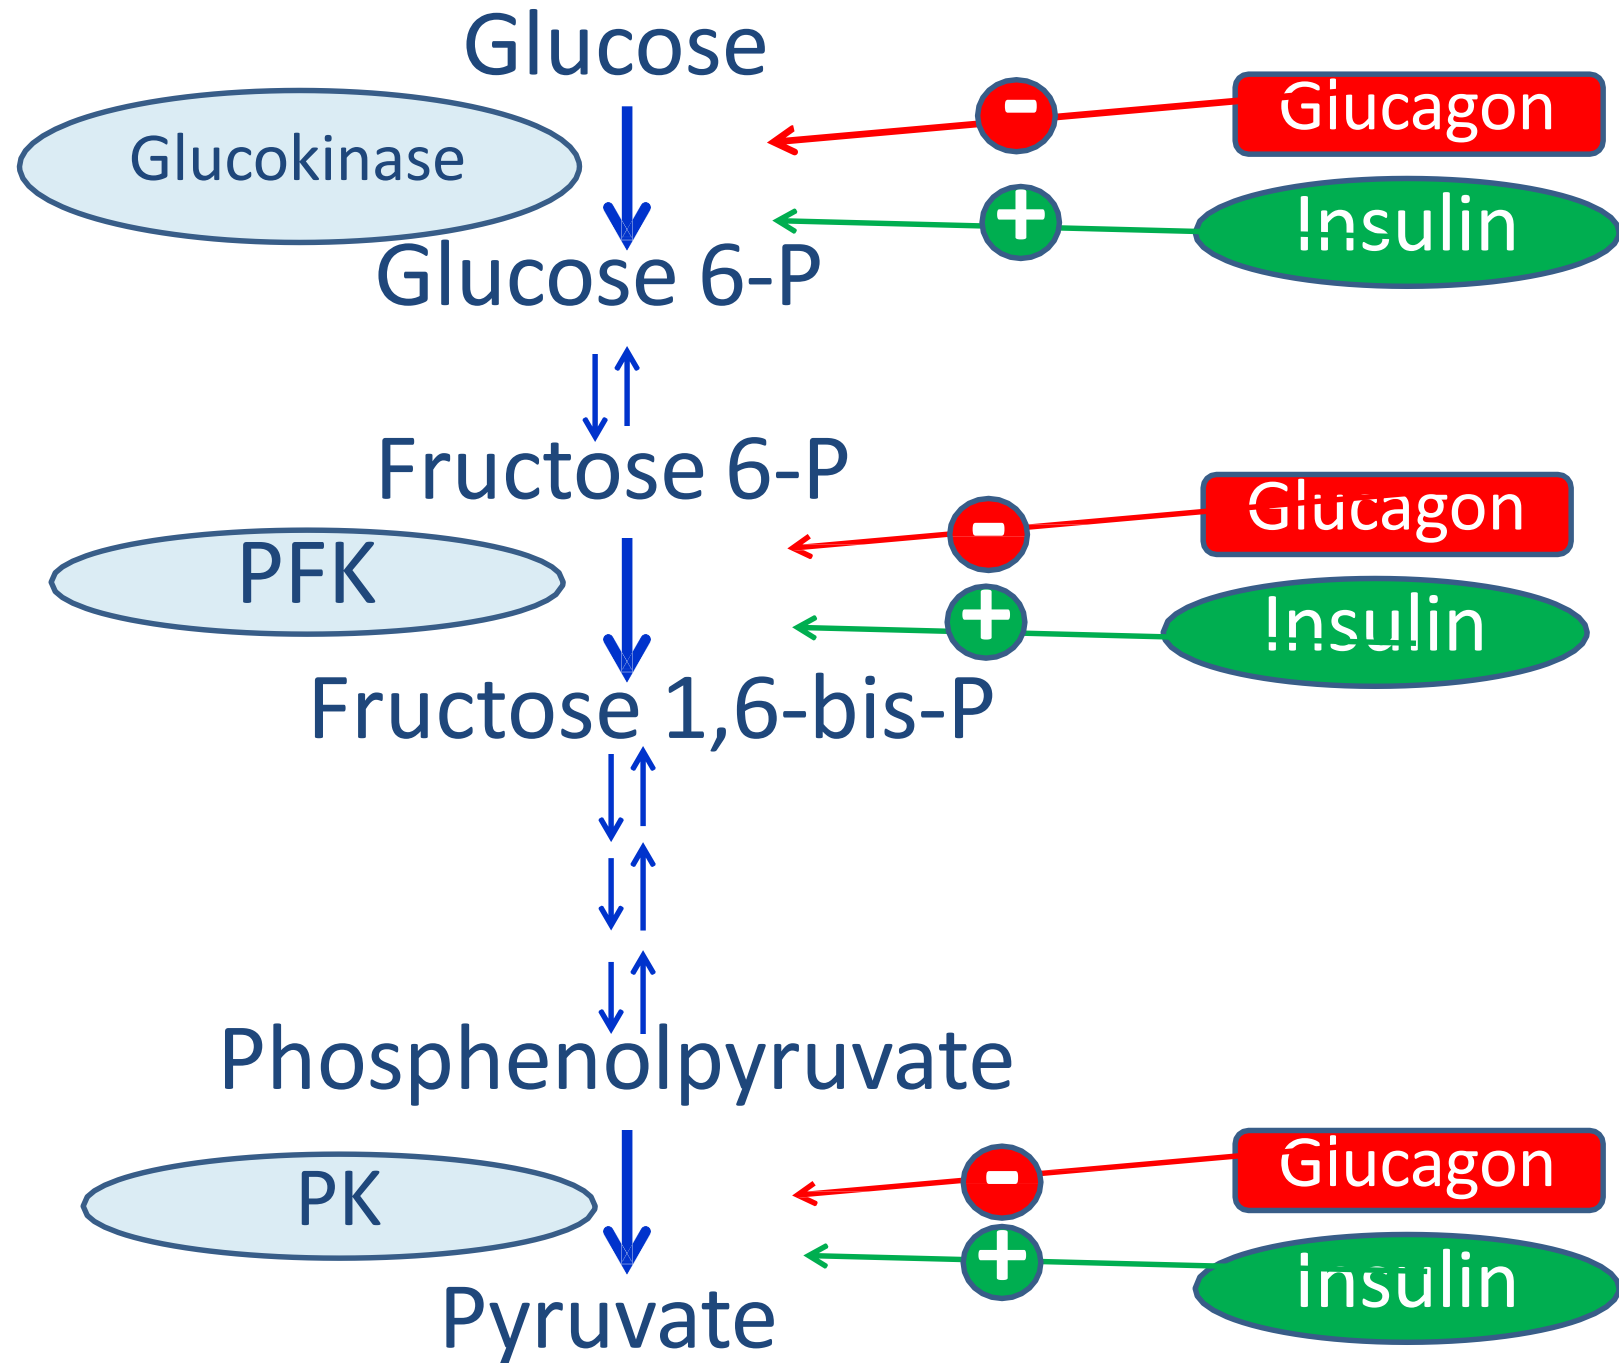 Glucose
-
Glucagon
Glucokinase
+
Insulin
Glucose 6-P
Fructose 6-P
-
Glucagon
PFK
+
Insulin
Fructose 1,6-bis-P
Phosphenolpyruvate
-
Glucagon
PK
+
insulin
Pyruvate